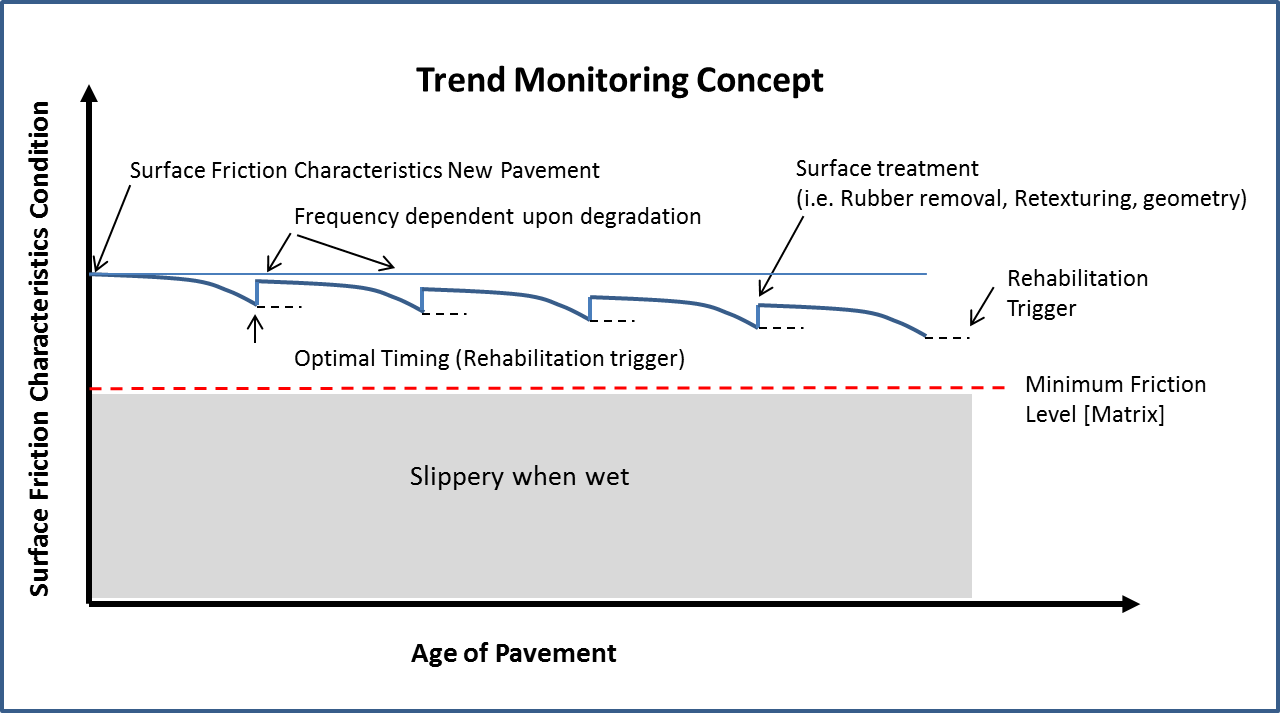 Trend Monitoring Concept
Surface Friction Characteristics Condition
Surface Friction Characteristics New Pavement
Frequency dependent upon degradation
Surface treatment
(i.e. Rubber removal, Retexturing, geometry)
Rehabilitation
Trigger
Optimal Timing (Rehabilitation trigger)
Minimum Friction
Level [Matrix]
Slippery when wet
Age of Pavement